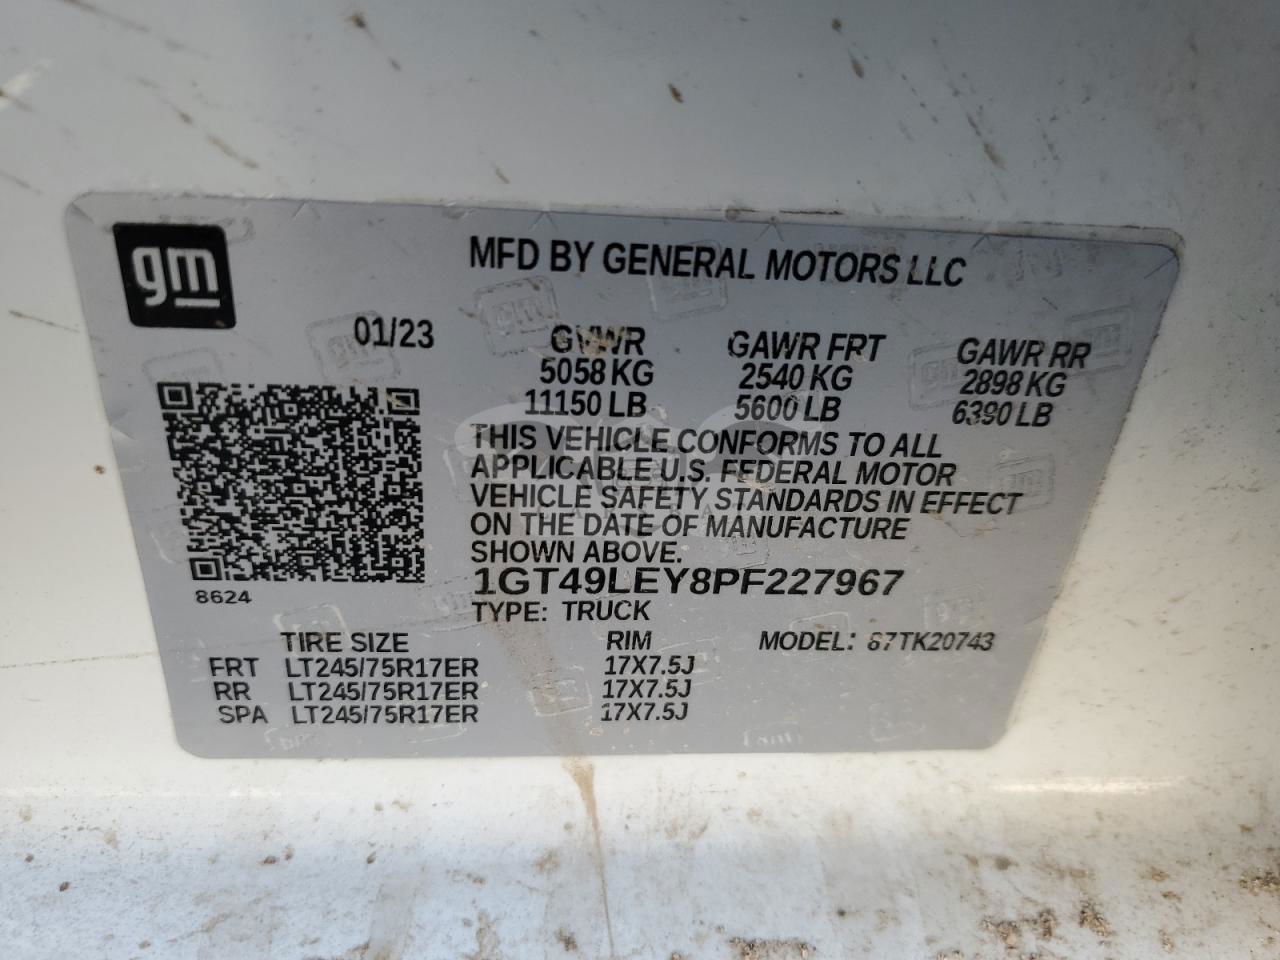 gm
MFD BY GENERAL MOTORS LLC
01/23
GVWR GAWR FRT GAWR RR
5058 KG 2540 KG 2898 KG
11150 LB 5600 LB 6390 LB
THIS VEHICLE CONFORMS TO ALL
APPLICABLE U.S. FEDERAL MOTOR
VEHICLE SAFETY STANDARDS IN EFFECT
ON THE DATE OF MANUFACTURE
SHOWN ABOVE.
1GT49LEY8PF227967
8624
TYPE: TRUCK
TIRE SIZE RIM MODEL: 87TK20743
FRT LT245/75R17ER 17X7.5J
RR LT245/75R17ER 17X7.5J
SPA LT245/75R17ER 17X7.5J